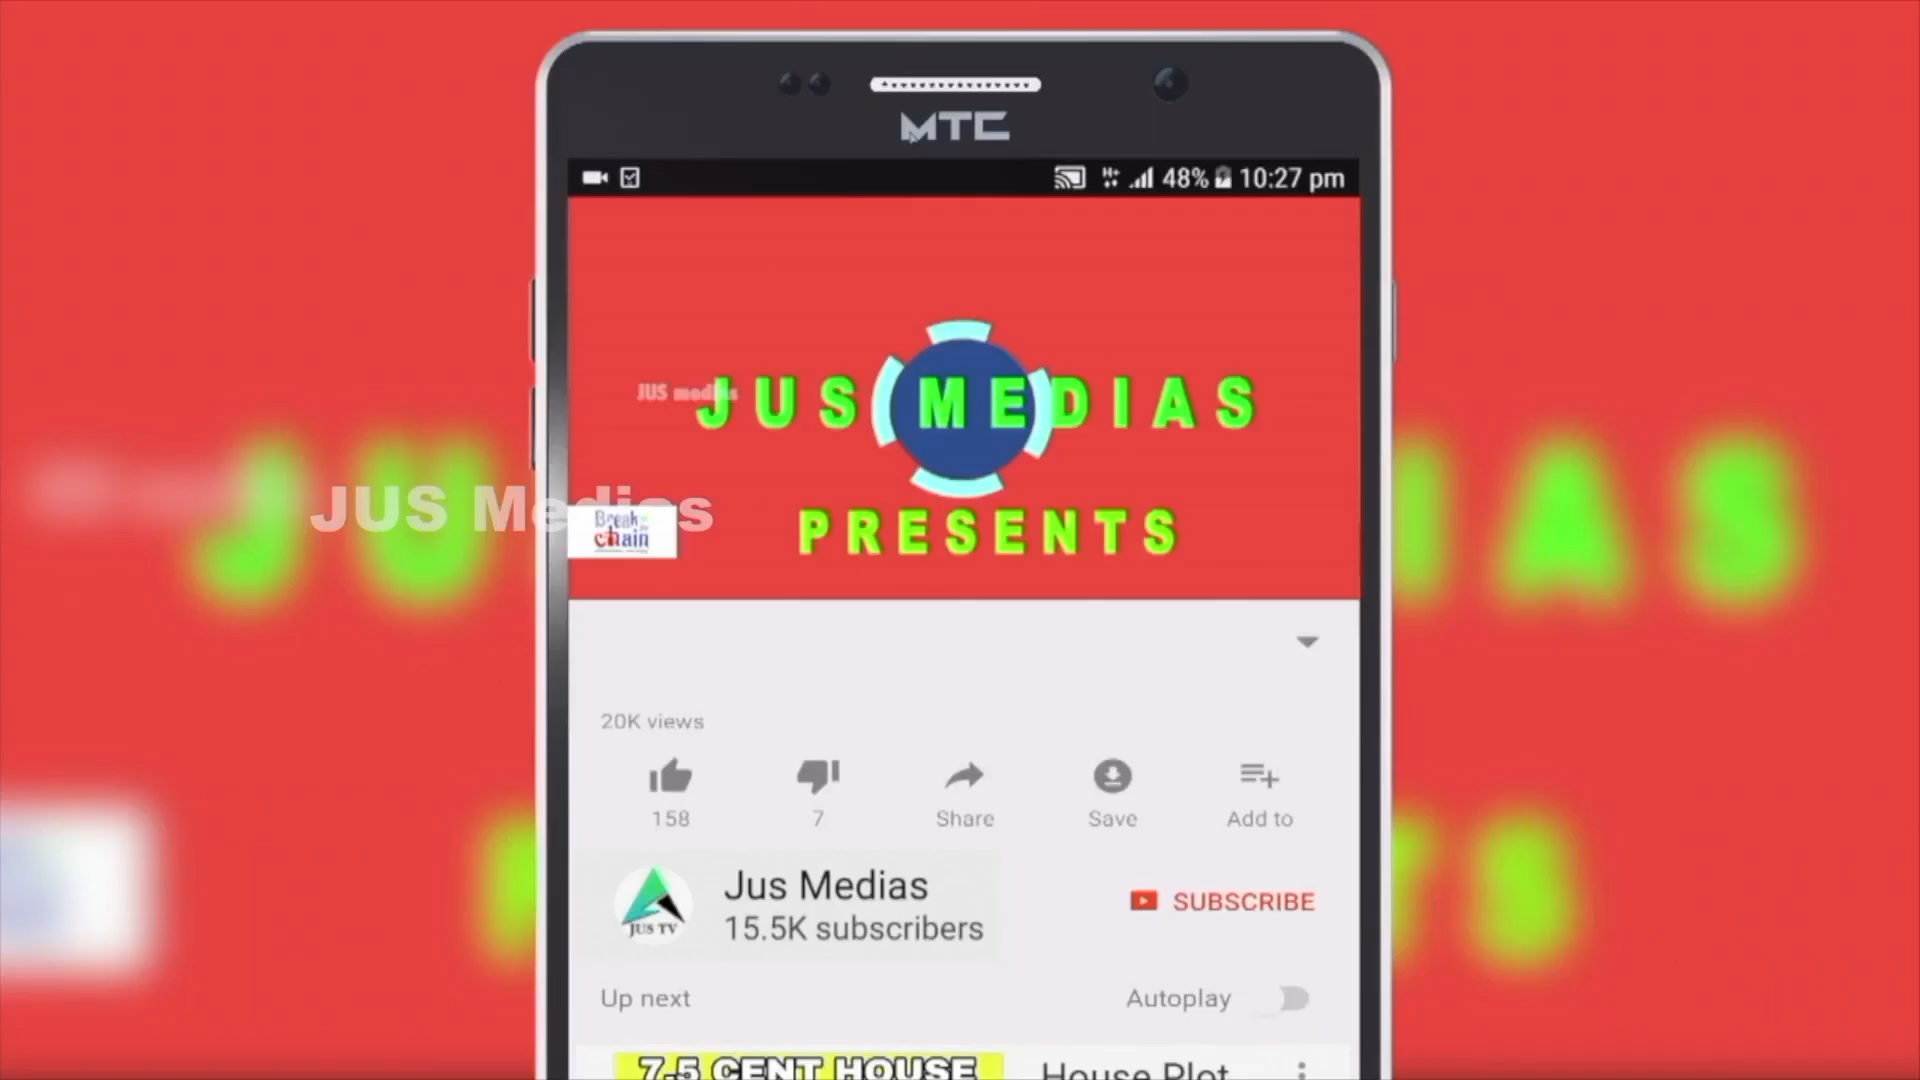 MTC
48% 10:27 pm
JUS medias
JUS MEDIAS
JUS Medias
Break the chain
PRESENTS
20K views
158
7
Share
Save
Add to
Jus Medias
15.5K subscribers
SUBSCRIBE
JUS TV
Up next
Autoplay
7.5 CENT HOUSE
House Plot